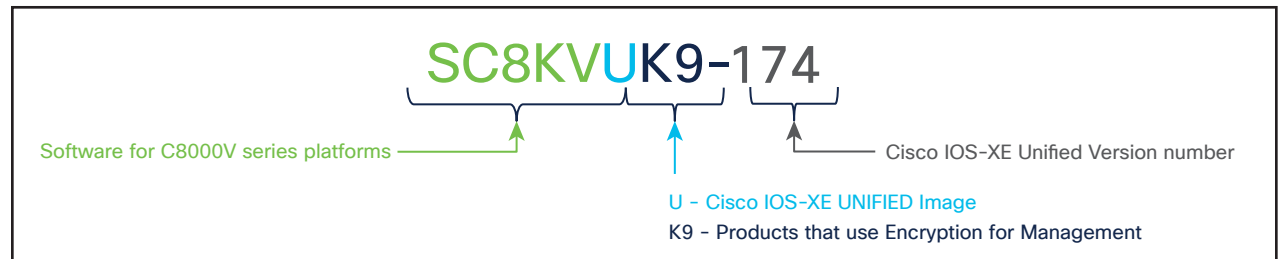 SC8KVUK9-174
Software for C8000V series platforms
Cisco IOS-XE Unified Version number
U - Cisco IOS-XE UNIFIED Image
K9 - Products that use Encryption for Management